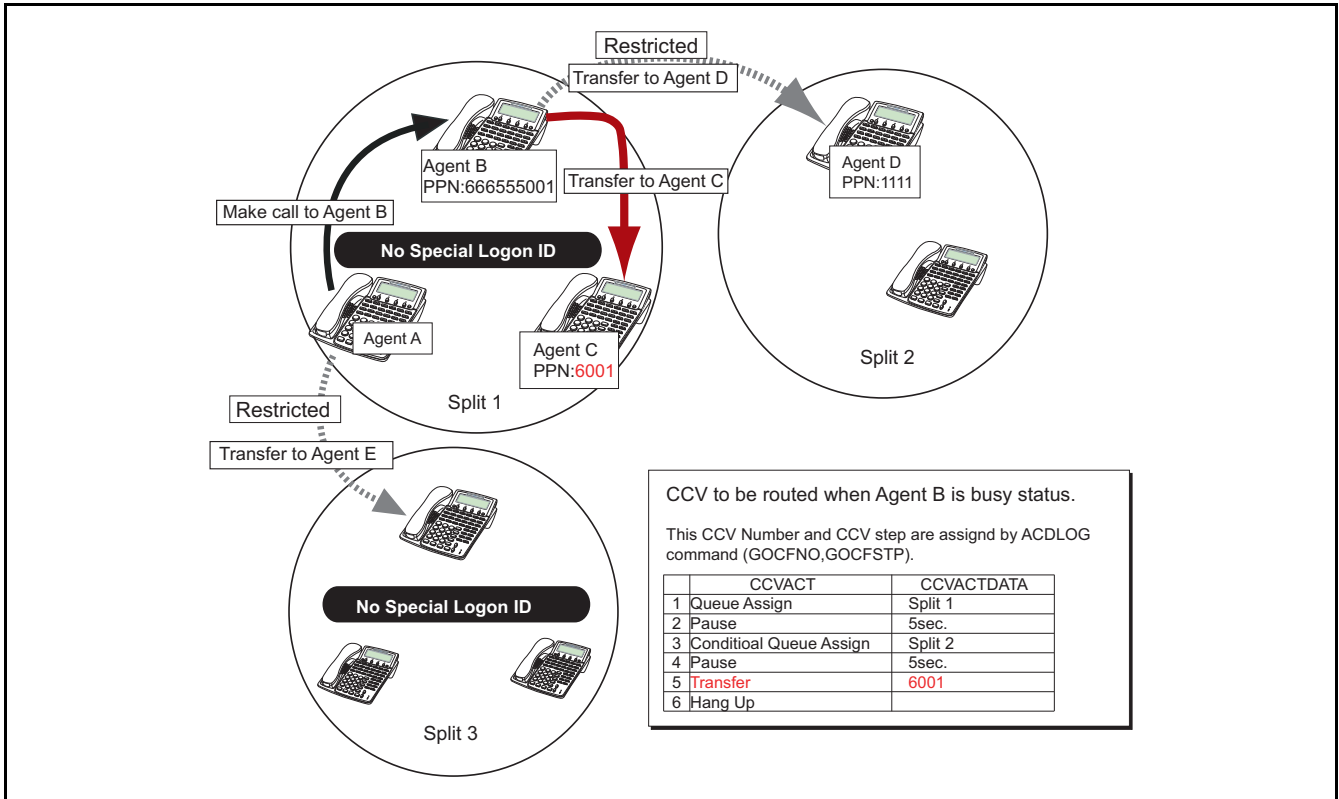 Restricted
Transfer to Agent D
Agent B
PPN:666555001
Transfer to Agent C
Agent D
PPN:1111
Make call to Agent B
No Special Logon ID
Agent A
Agent C
PPN:6001
Split 2
Split 1
Restricted
Transfer to Agent E
CCV to be routed when Agent B is busy status.
This CCV Number and CCV step are assignd by ACDLOG
command (GOCFNO,GOCFSTP).
CCVACT CCVACTDATA
1 Queue Assign Split 1
2 Pause 5sec.
3 Conditioal Queue Assign Split 2
4 Pause 5sec.
5 Transfer 6001
6 Hang Up
No Special Logon ID
Split 3